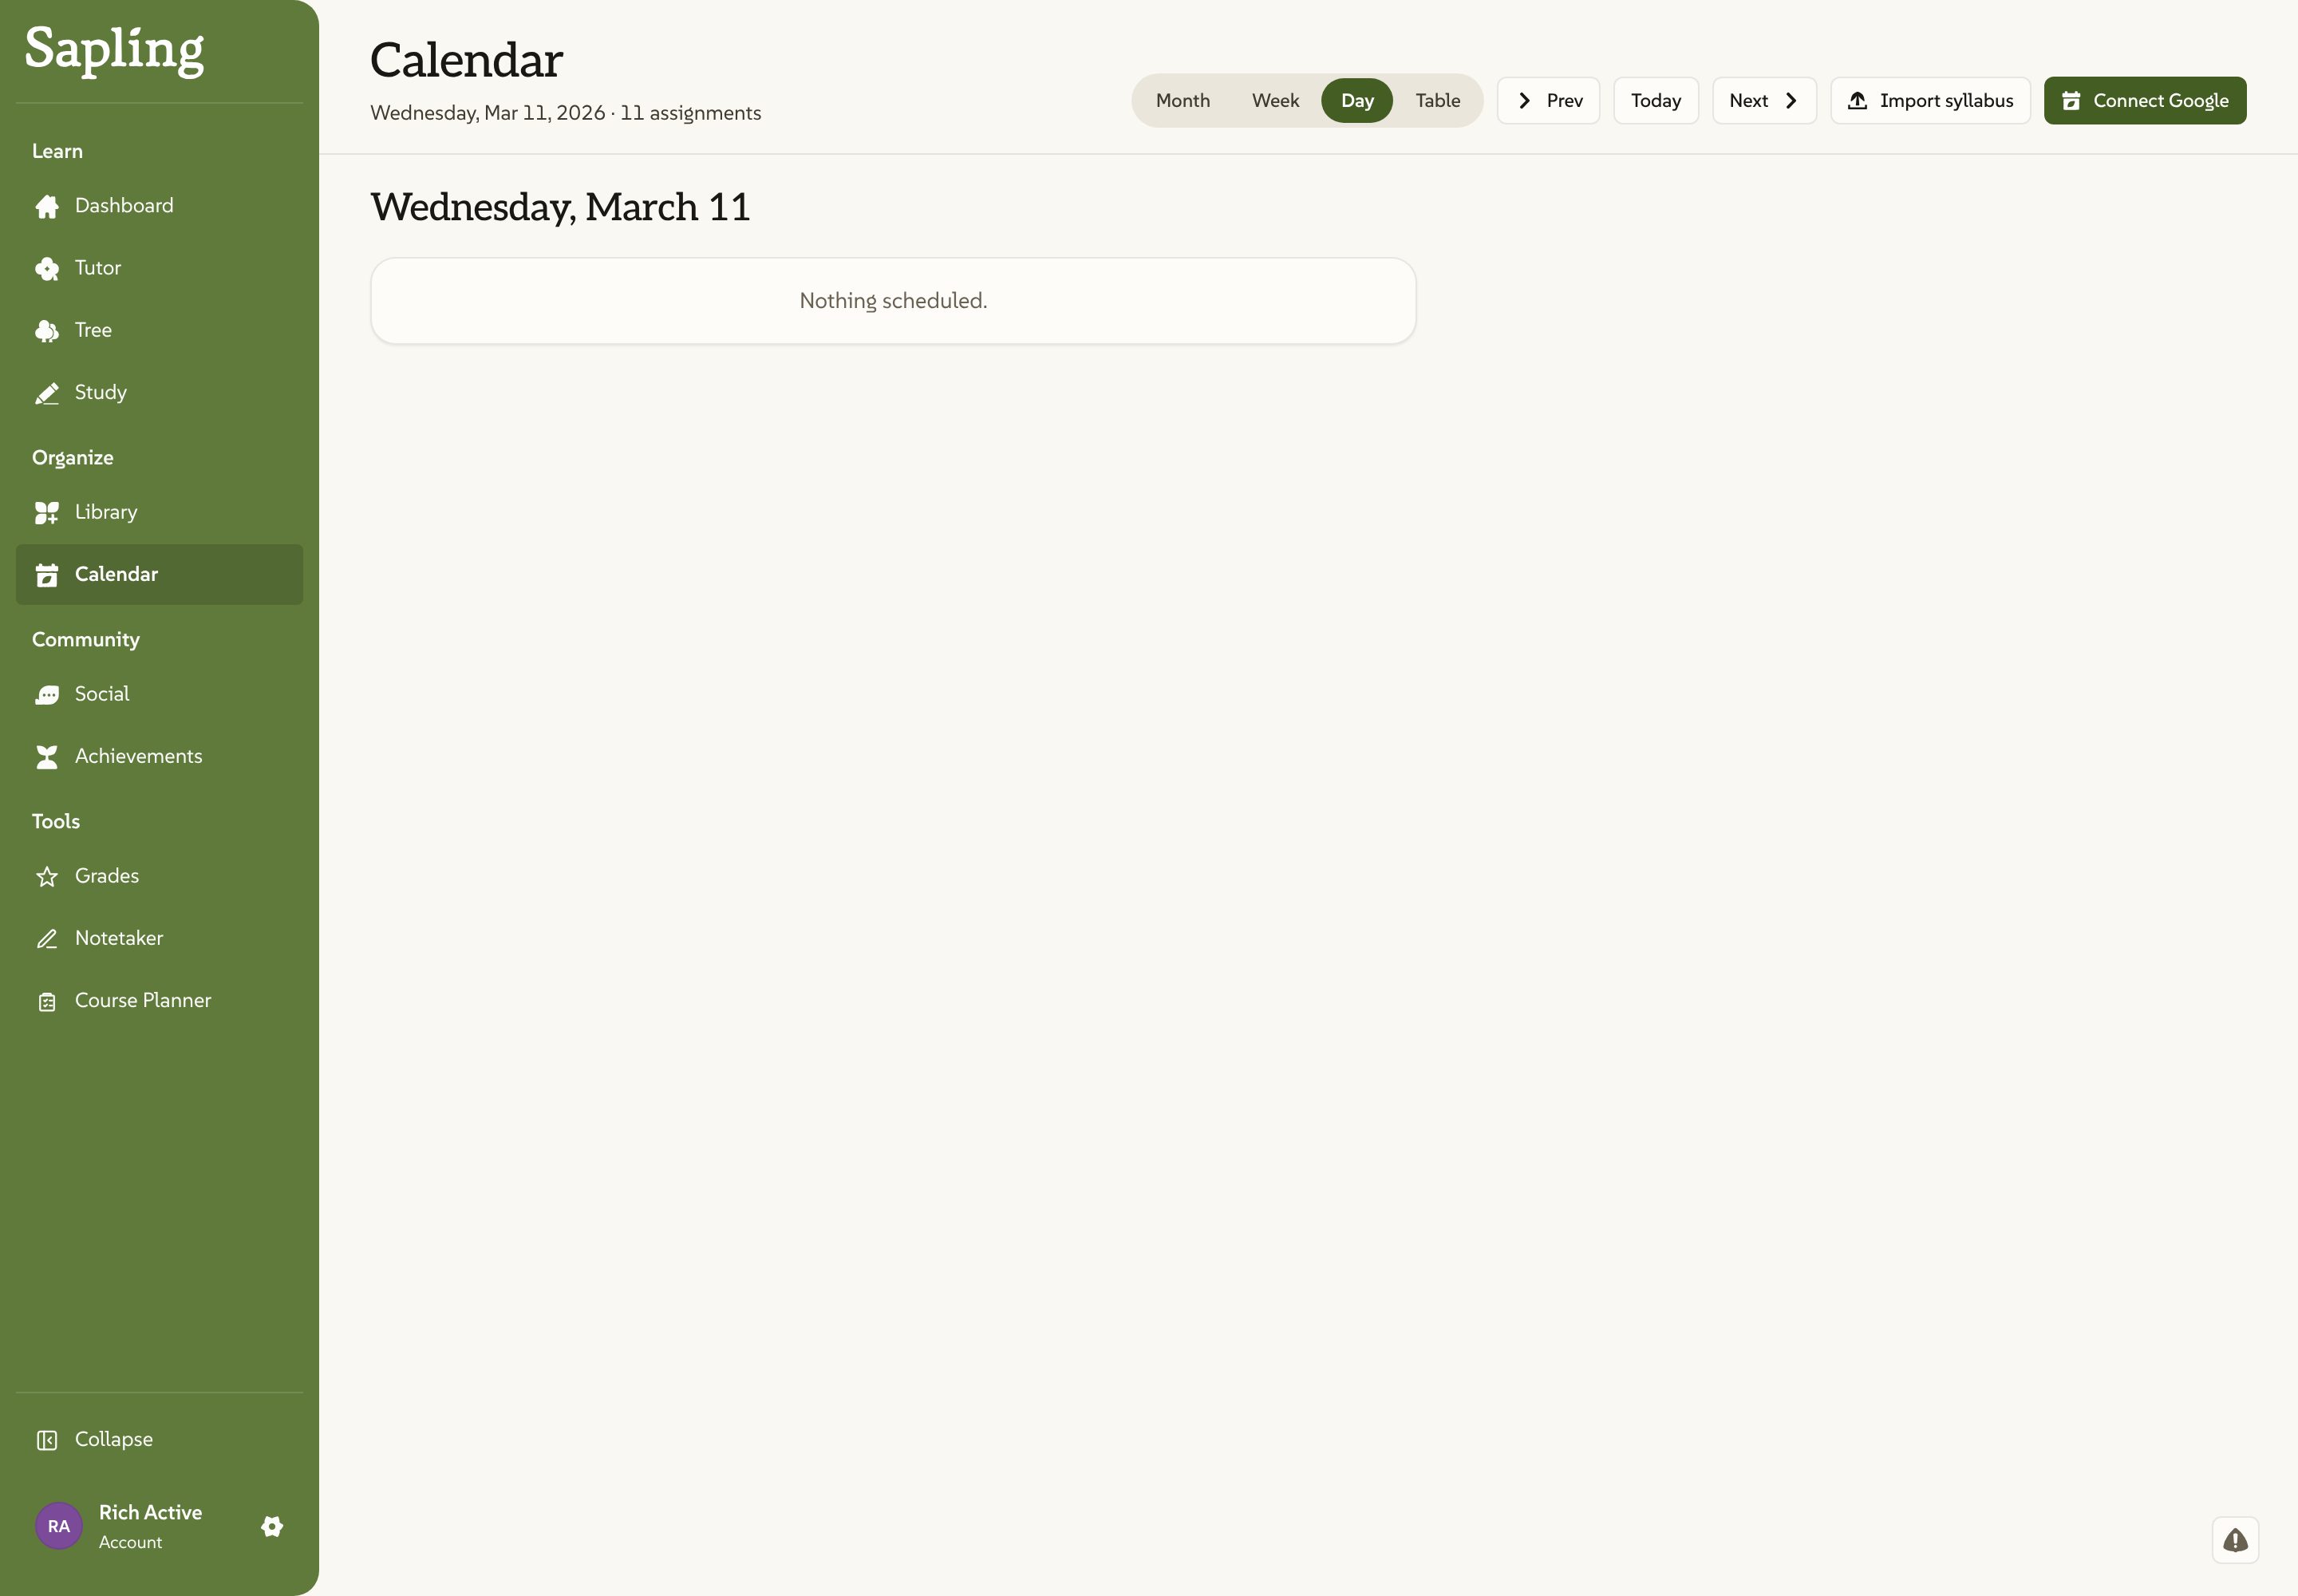 Sapling
Learn
Dashboard
Tutor
Tree
Study
Organize
Library
Calendar
Community
Social
Achievements
Tools
Grades
Notetaker
Course Planner
Collapse
RA
Rich Active
Account
Calendar
Wednesday, Mar 11, 2026 · 11 assignments
Month Week Day Table Prev Today Next Import syllabus Connect Google
Wednesday, March 11
Nothing scheduled.